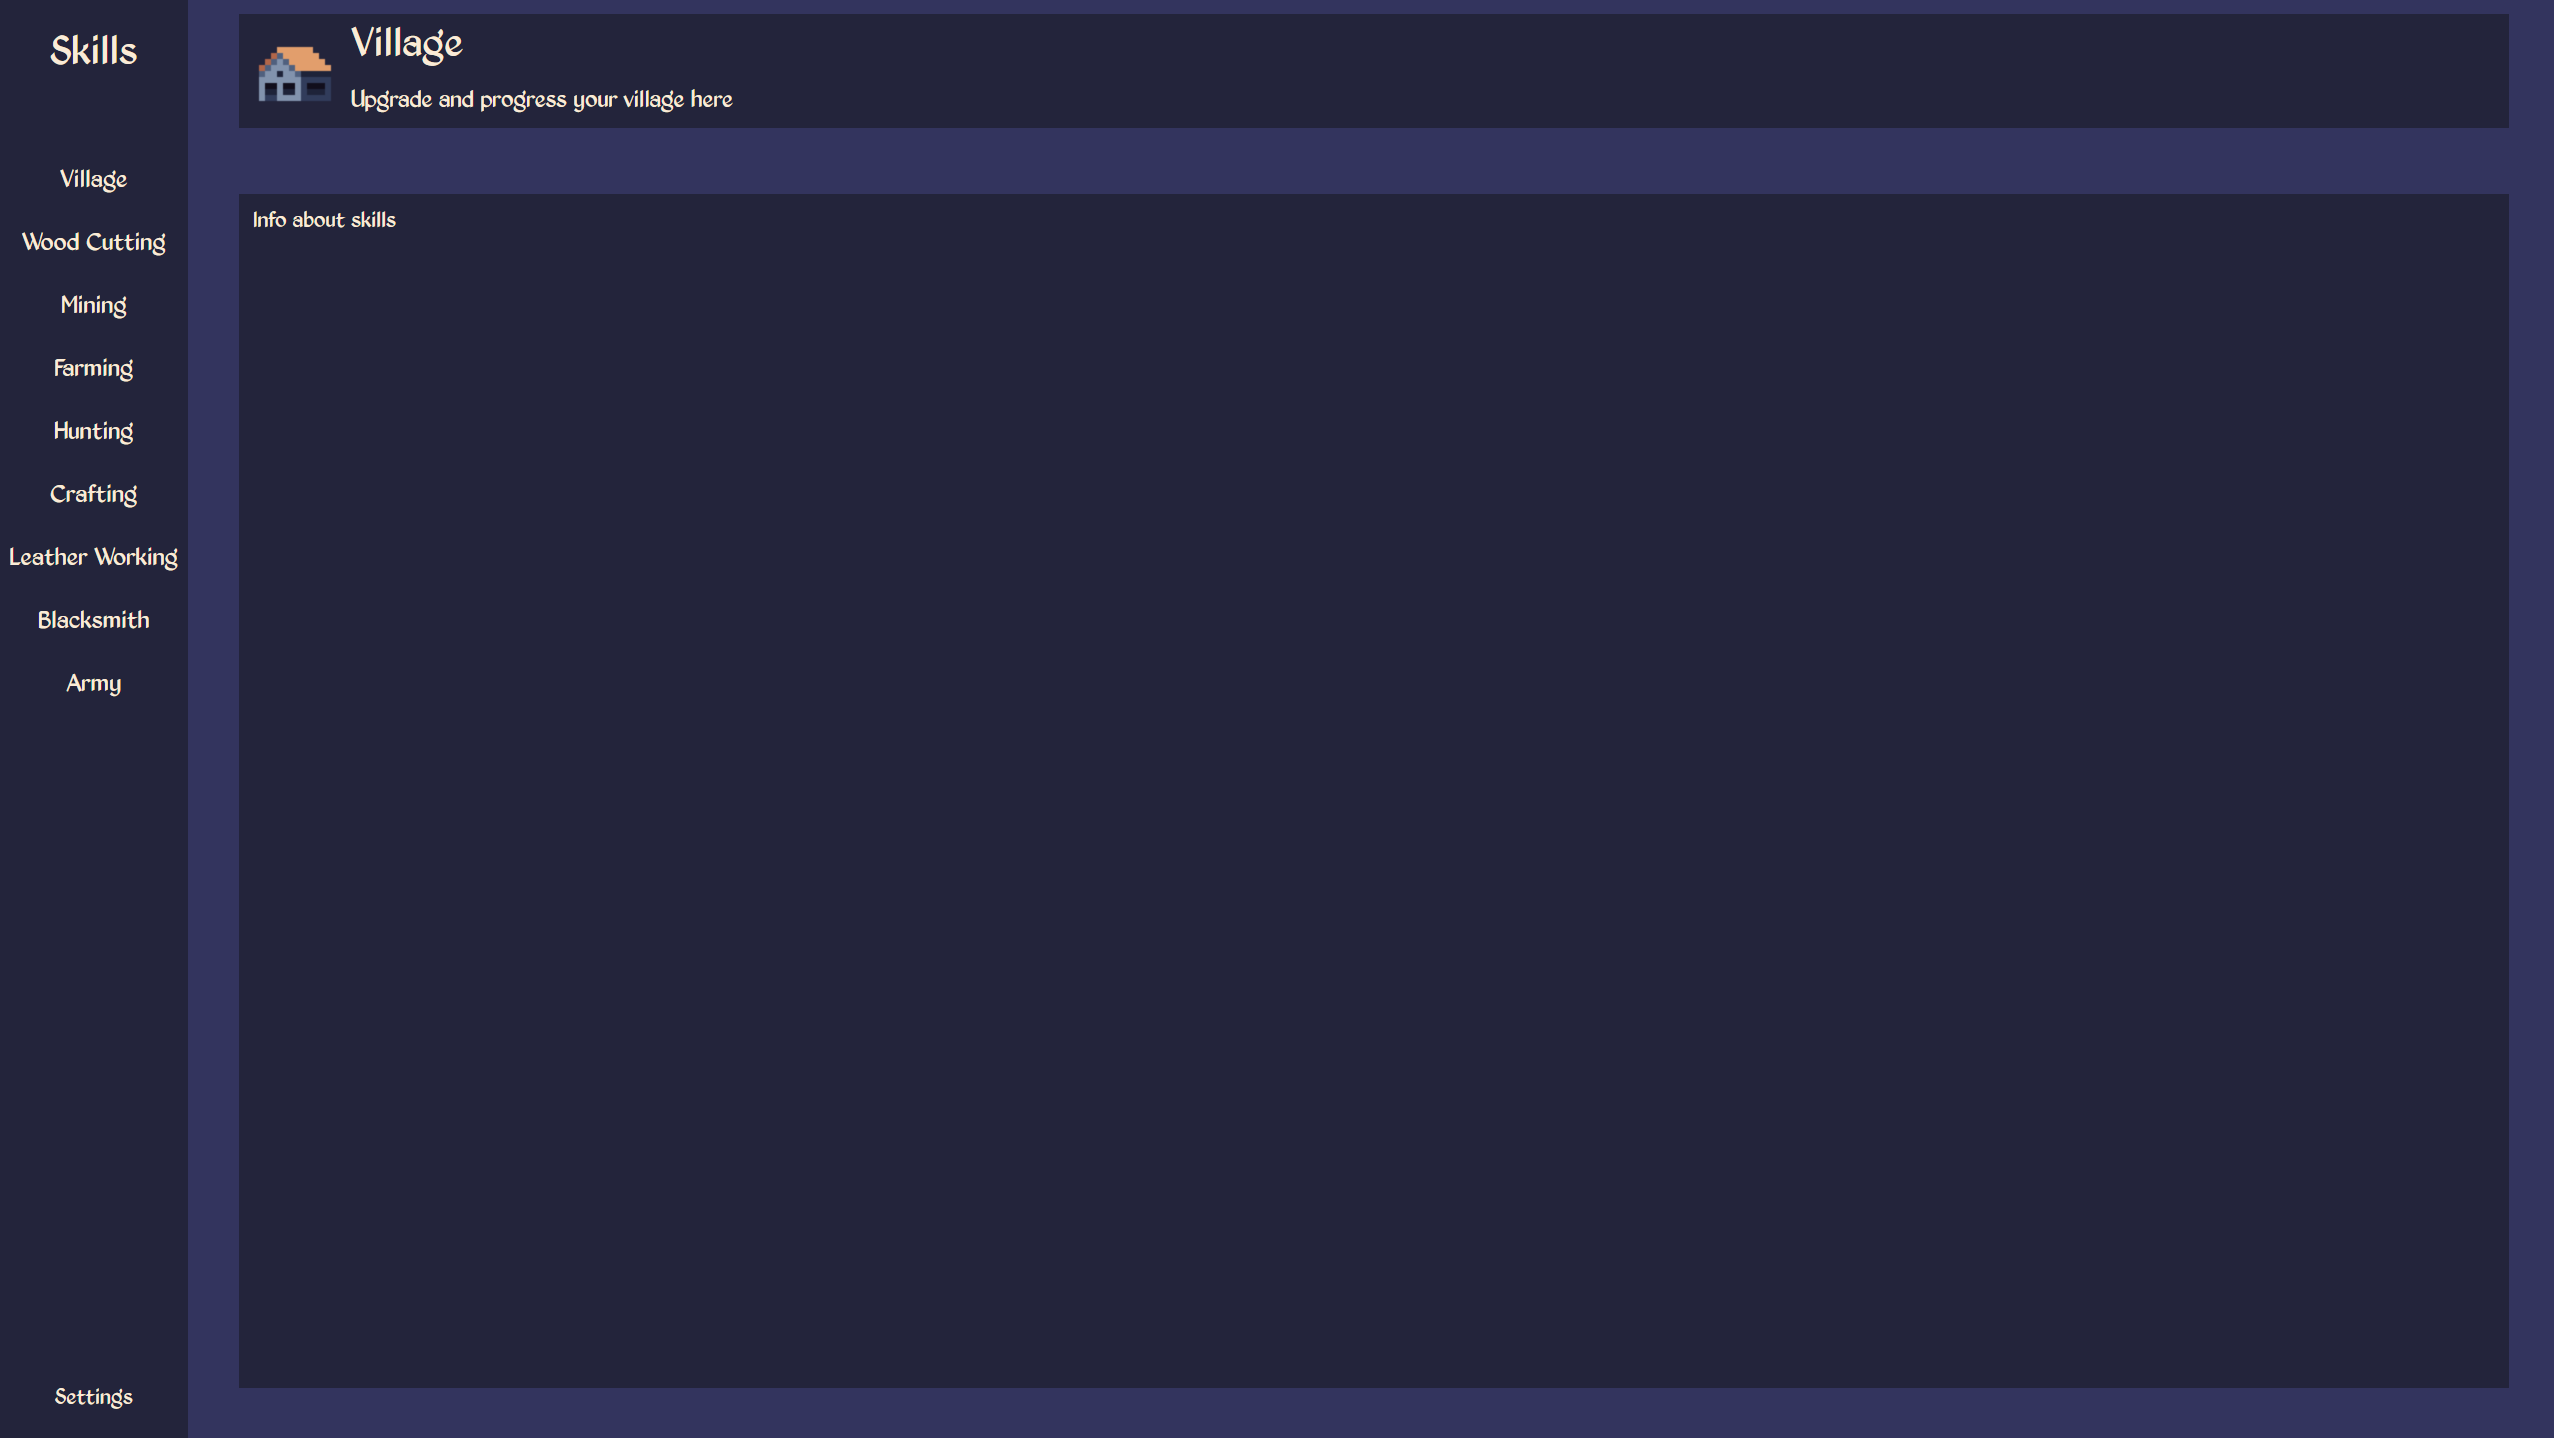 Skills
Village
Wood Cutting
Mining
Farming
Hunting
Crafting
Leather Working
Blacksmith
Army
Settings
Village
Upgrade and progress your village here
Info about skills